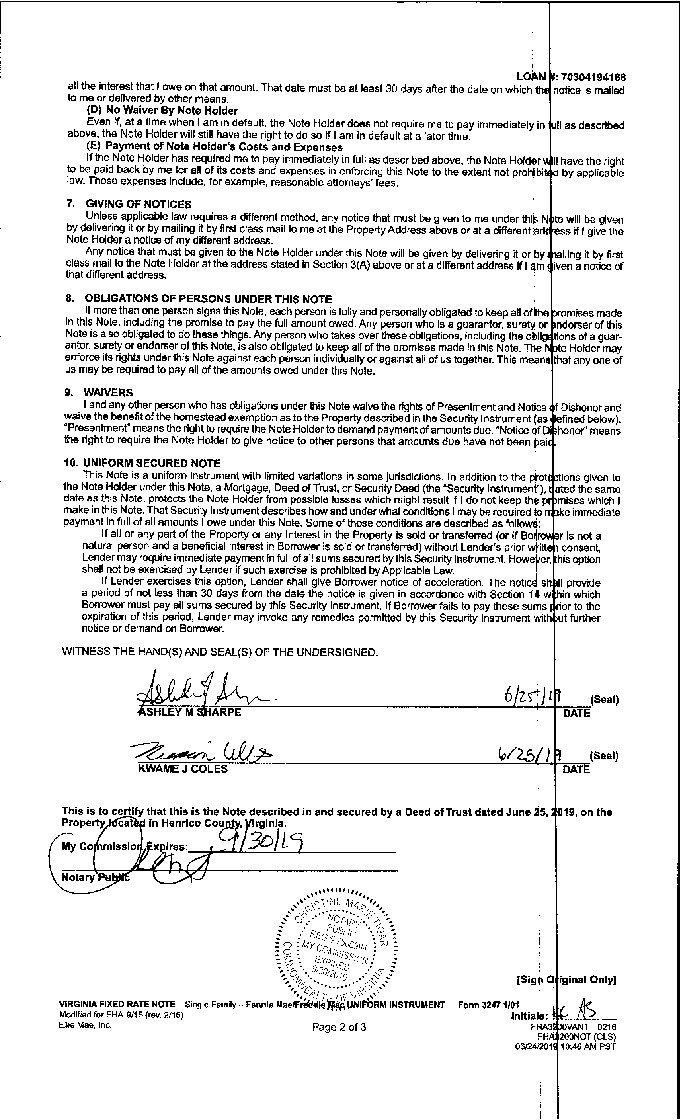 LOAN #: 70304194168
all the interest that I owe on that amount. That date must be at least 30 days after the date on which the notice is mailed
to me or delivered by other means.
(D) No Waiver By Note Holder
Even if, at a time when I am in default, the Note Holder does not require me to pay immediately in full as described
above, the Note Holder will still have the right to do so if I am in default at a later time.
(E) Payment of Note Holder's Costs and Expenses
If the Note Holder has required me to pay immediately in full as described above, the Note Holder will have the right
to be paid back by me for all of its costs and expenses in enforcing this Note to the extent not prohibited by applicable
law. Those expenses include, for example, reasonable attorneys' fees.
7. GIVING OF NOTICES
Unless applicable law requires a different method, any notice that must be given to me under this Note will be given
by delivering it or by mailing it by first class mail to me at the Property Address above or at a different address if I give the
Note Holder a notice of my different address.
Any notice that must be given to the Note Holder under this Note will be given by delivering it or by mailing it by first
class mail to the Note Holder at the address stated in Section 3(A) above or at a different address if I am given a notice of
that different address.
8. OBLIGATIONS OF PERSONS UNDER THIS NOTE
If more than one person signs this Note, each person is fully and personally obligated to keep all of the promises made
in this Note, including the promise to pay the full amount owed. Any person who is a guarantor, surety or endorser of this
Note is also obligated to do these things. Any person who takes over these obligations, including the obligations of a guar-
antor, surety or endorser of this Note, is also obligated to keep all of the promises made in this Note. The Note Holder may
enforce its rights under this Note against each person individually or against all of us together. This means that any one of
us may be required to pay all of the amounts owed under this Note.
9. WAIVERS
I and any other person who has obligations under this Note waive the rights of Presentment and Notice of Dishonor and
waive the benefit of the homestead exemption as to the Property described in the Security Instrument (as defined below).
"Presentment" means the right to require the Note Holder to demand payment of amounts due. "Notice of Dishonor" means
the right to require the Note Holder to give notice to other persons that amounts due have not been paid.
10. UNIFORM SECURED NOTE
This Note is a uniform instrument with limited variations in some jurisdictions. In addition to the protections given to
the Note Holder under this Note, a Mortgage, Deed of Trust, or Security Deed (the "Security Instrument"), dated the same
date as this Note, protects the Note Holder from possible losses which might result if I do not keep the promises which I
make in this Note. That Security Instrument describes how and under what conditions I may be required to make immediate
payment in full of all amounts I owe under this Note. Some of those conditions are described as follows:
If all or any part of the Property or any Interest in the Property is sold or transferred (or if Borrower is not a
natural person and a beneficial interest in Borrower is sold or transferred) without Lender's prior written consent,
Lender may require immediate payment in full of all sums secured by this Security Instrument. However, this option
shall not be exercised by Lender if such exercise is prohibited by Applicable Law.
If Lender exercises this option, Lender shall give Borrower notice of acceleration. The notice shall provide
a period of not less than 30 days from the date the notice is given in accordance with Section 14 within which
Borrower must pay all sums secured by this Security Instrument. If Borrower fails to pay these sums prior to the
expiration of this period, Lender may invoke any remedies permitted by this Security Instrument without further
notice or demand on Borrower.
WITNESS THE HAND(S) AND SEAL(S) OF THE UNDERSIGNED.
6/25/19 (Seal)
ASHLEY M SHARPE DATE
6/25/19 (Seal)
KWAME J COLES DATE
This is to certify that this is the Note described in and secured by a Deed of Trust dated June 25, 2019, on the
Property located in Henrico County, Virginia.
My Commission Expires: 9/30/19
Notary Public
NOTARY
PUBLIC
MY COMMISSION
EXPIRES
COMMONWEALTH OF VIRGINIA
[Sign Original Only]
VIRGINIA FIXED RATE NOTE Single Family -- Fannie Mae/Freddie Mac UNIFORM INSTRUMENT Form 3247 1/01
Modified for FHA 9/15 (rev. 2/16)
Ellie Mae, Inc.
Page 2 of 3
Initials: KC AS
0216
(CLS)
10:46 AM PST